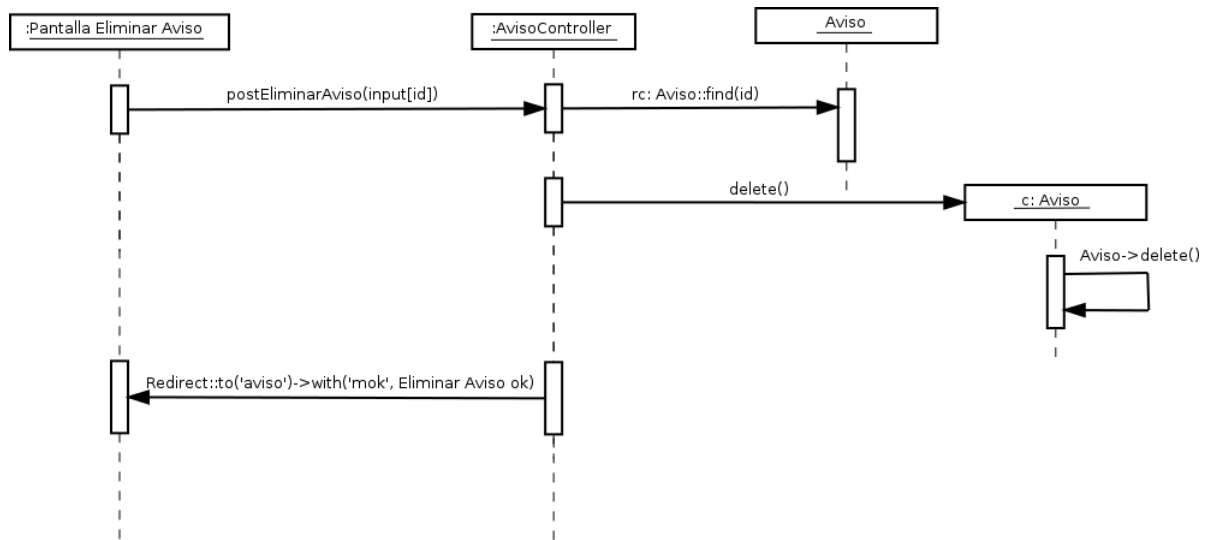 :Pantalla Eliminar Aviso
:AvisoController
Aviso
postEliminarAviso(input[id])
rc: Aviso::find(id)
delete()
c: Aviso
Aviso->delete()
Redirect::to('aviso')->with('mok', Eliminar Aviso ok)